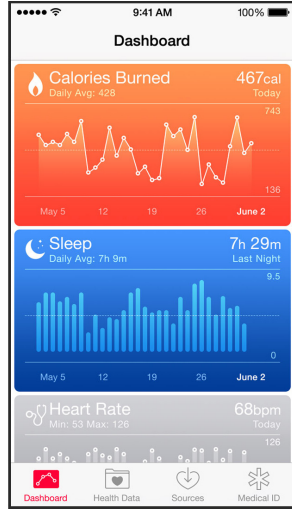 9:41 AM 100%
Dashboard
Calories Burned 467cal
Daily Avg: 428 Today
743
136
May 5 12 19 26 June 2
Sleep 7h 29m
Daily Avg: 7h 9m Last Night
9.5
0
May 5 12 19 26 June 2
Heart Rate 68bpm
Min: 53 Max: 126 Today
126
Dashboard Health Data Sources Medical ID